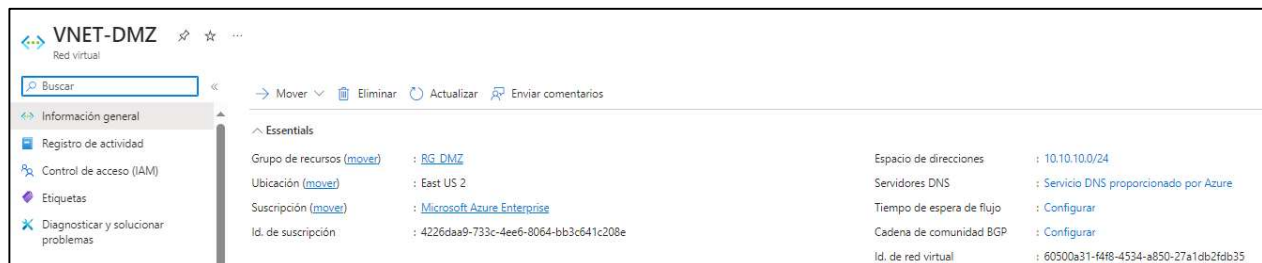 VNET-DMZ
Red virtual
Buscar
Información general
Registro de actividad
Control de acceso (IAM)
Etiquetas
Diagnosticar y solucionar
problemas
Mover
Eliminar
Actualizar
Enviar comentarios
Essentials
Grupo de recursos (mover) : RG_DMZ
Ubicación (mover) : East US 2
Suscripción (mover) : Microsoft Azure Enterprise
Id. de suscripción : 4226daa9-733c-4ee6-8064-bb3c641c208e
Espacio de direcciones : 10.10.10.0/24
Servidores DNS : Servicio DNS proporcionado por Azure
Tiempo de espera de flujo : Configurar
Cadena de comunidad BGP : Configurar
Id. de red virtual : 60500a31-f4f8-4534-a850-27a1db2fdb35